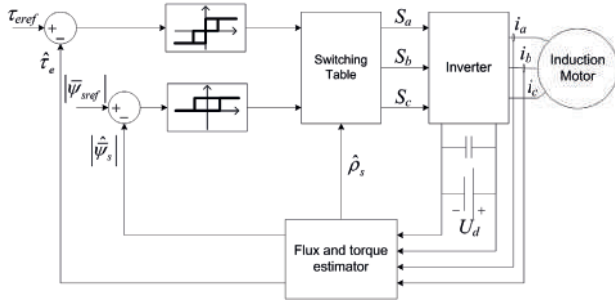 τeref
+
−
τ̂e
|ψ̄sref|
+
−
|ψ̄̂s|
Switching
Table
Sa
Sb
Sc
Inverter
ia
ib
ic
Induction
Motor
ρ̂s
− +
Ud
Flux and torque
estimator